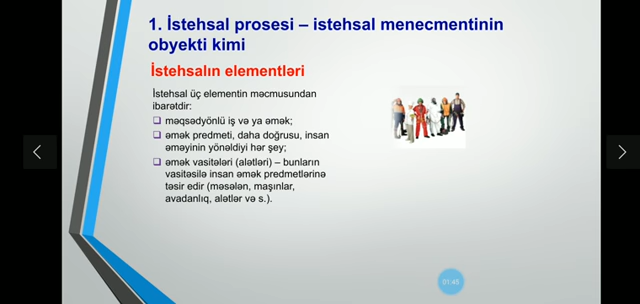 1. İstehsal prosesi – istehsal menecmentinin
obyekti kimi
İstehsalın elementləri
İstehsal üç elementin məcmusundan
ibarətdir:
məqsədyönlü iş və ya əmək;
əmək predmeti, daha doğrusu, insan
əməyinin yönəldiyi hər şey;
əmək vasitələri (alətləri) – bunların
vasitəsilə insan əmək predmetlərinə
təsir edir (məsələn, maşınlar,
avadanlıq, alətlər və s.).
01:45